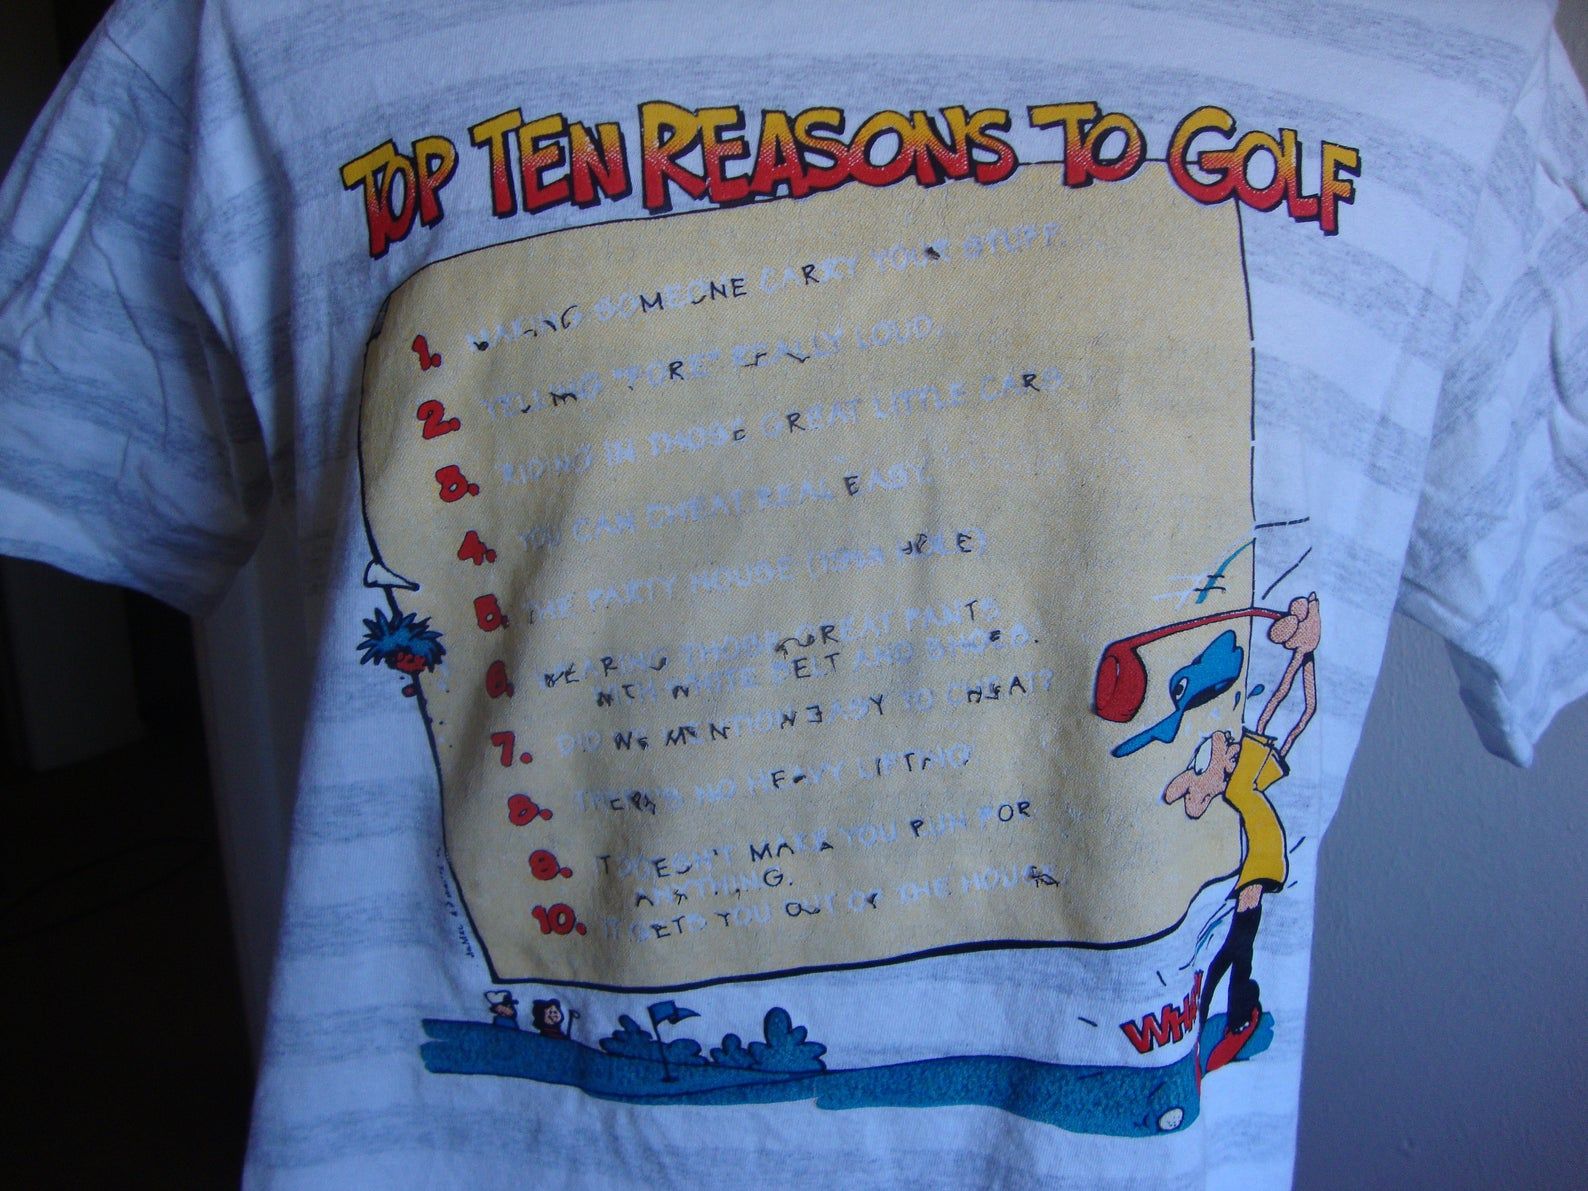 TOP TEN REASONS TO GOLF
1. MAKING SOMEONE CARRY YOUR STUFF.
2. YELLING "FORE" REALLY LOUD.
3. RIDING IN THOSE GREAT LITTLE CARS.
4. YOU CAN CHEAT REAL EASY.
5. THE PARTY HOUSE (19TH HOLE)
6. WEARING THOSE GREAT PANTS
WITH WHITE BELT AND SHOES.
7. DID WE MENTION EASY TO CHEAT?
8. THERE'S NO HEAVY LIFTING
9. IT DOESN'T MAKE YOU RUN FOR
ANYTHING.
10. IT GETS YOU OUT OF THE HOUSE.